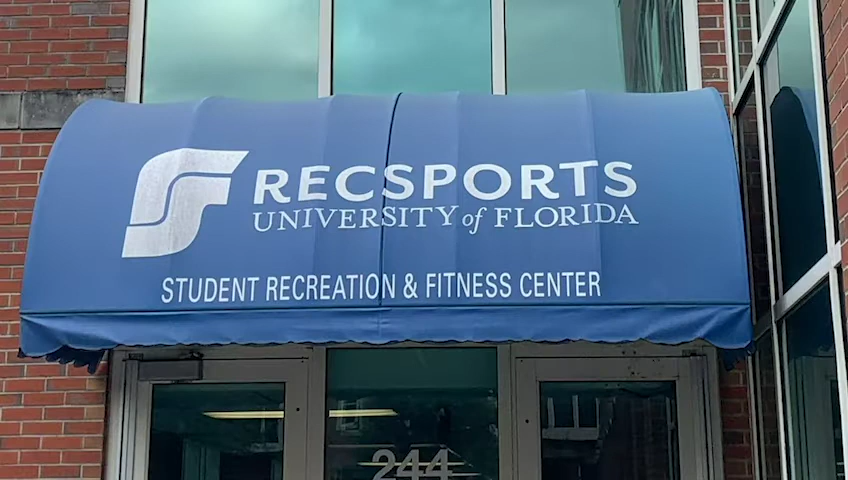 RECSPORTS
UNIVERSITY of FLORIDA
STUDENT RECREATION & FITNESS CENTER
244